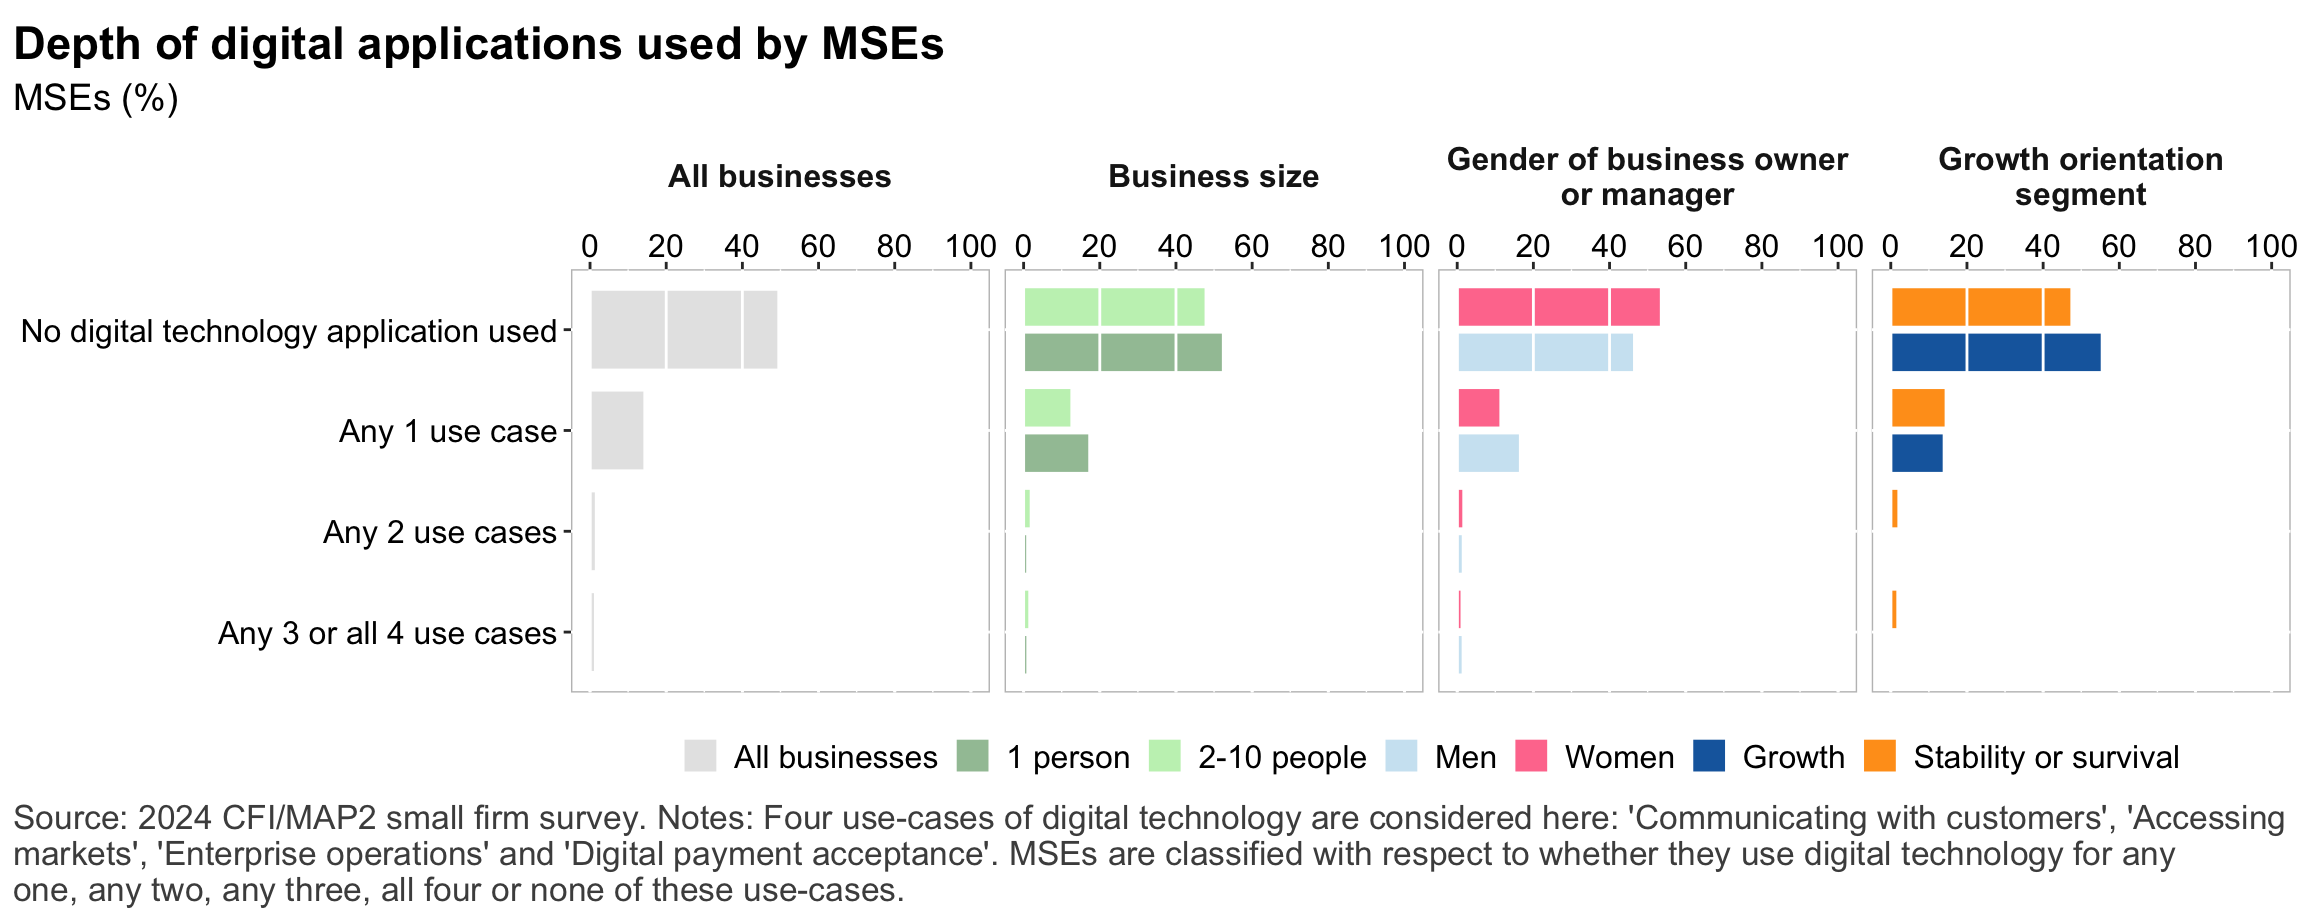 Depth of digital applications used by MSEs
MSEs (%)
All businesses
Business size
Gender of business owner
or manager
Growth orientation
segment
0 20 40 60 80 100 0 20 40 60 80 100 0 20 40 60 80 100 0 20 40 60 80 100
No digital technology application used
Any 1 use case
Any 2 use cases
Any 3 or all 4 use cases
All businesses 1 person 2-10 people Men Women Growth Stability or survival
Source: 2024 CFI/MAP2 small firm survey. Notes: Four use-cases of digital technology are considered here: 'Communicating with customers', 'Accessing
markets', 'Enterprise operations' and 'Digital payment acceptance'. MSEs are classified with respect to whether they use digital technology for any
one, any two, any three, all four or none of these use-cases.